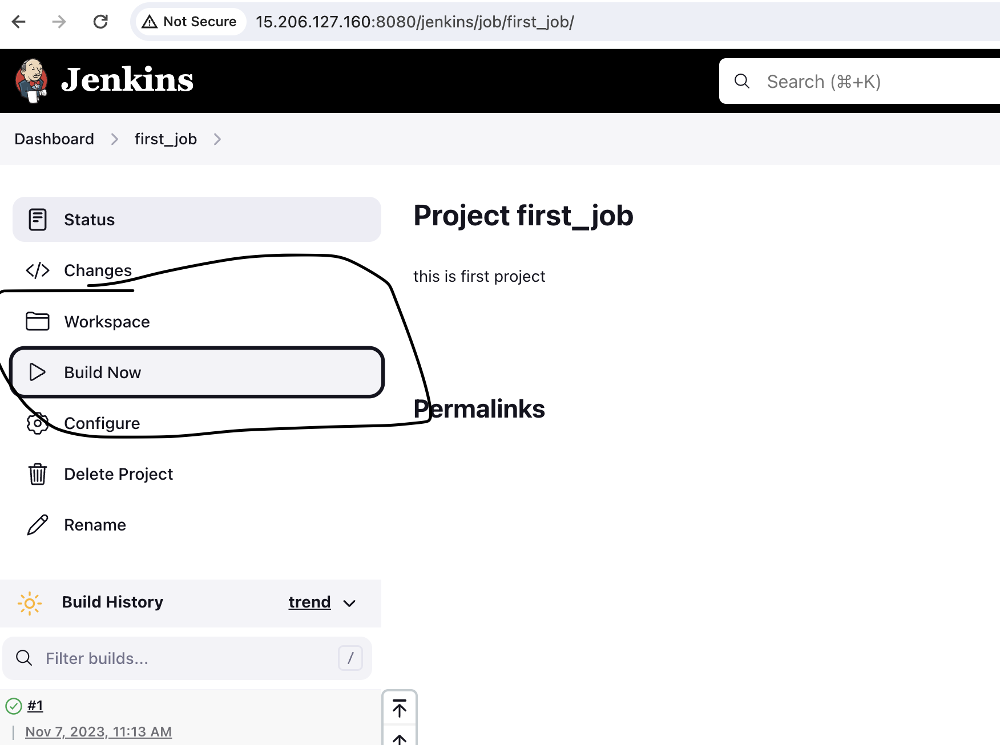 Not Secure 15.206.127.160:8080/jenkins/job/first_job/
Jenkins
Search (⌘+K)
Dashboard first_job
Status
Changes
Workspace
Build Now
Configure
Delete Project
Rename
Project first_job
this is first project
Permalinks
Build History trend
Filter builds... /
#1
Nov 7, 2023, 11:13 AM